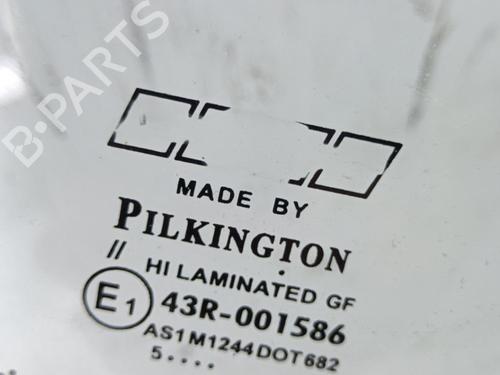 B-PARTS
MADE BY
PILKINGTON
//
HI LAMINATED GF
E1 43R-001586
AS1M1244DOT682
5....